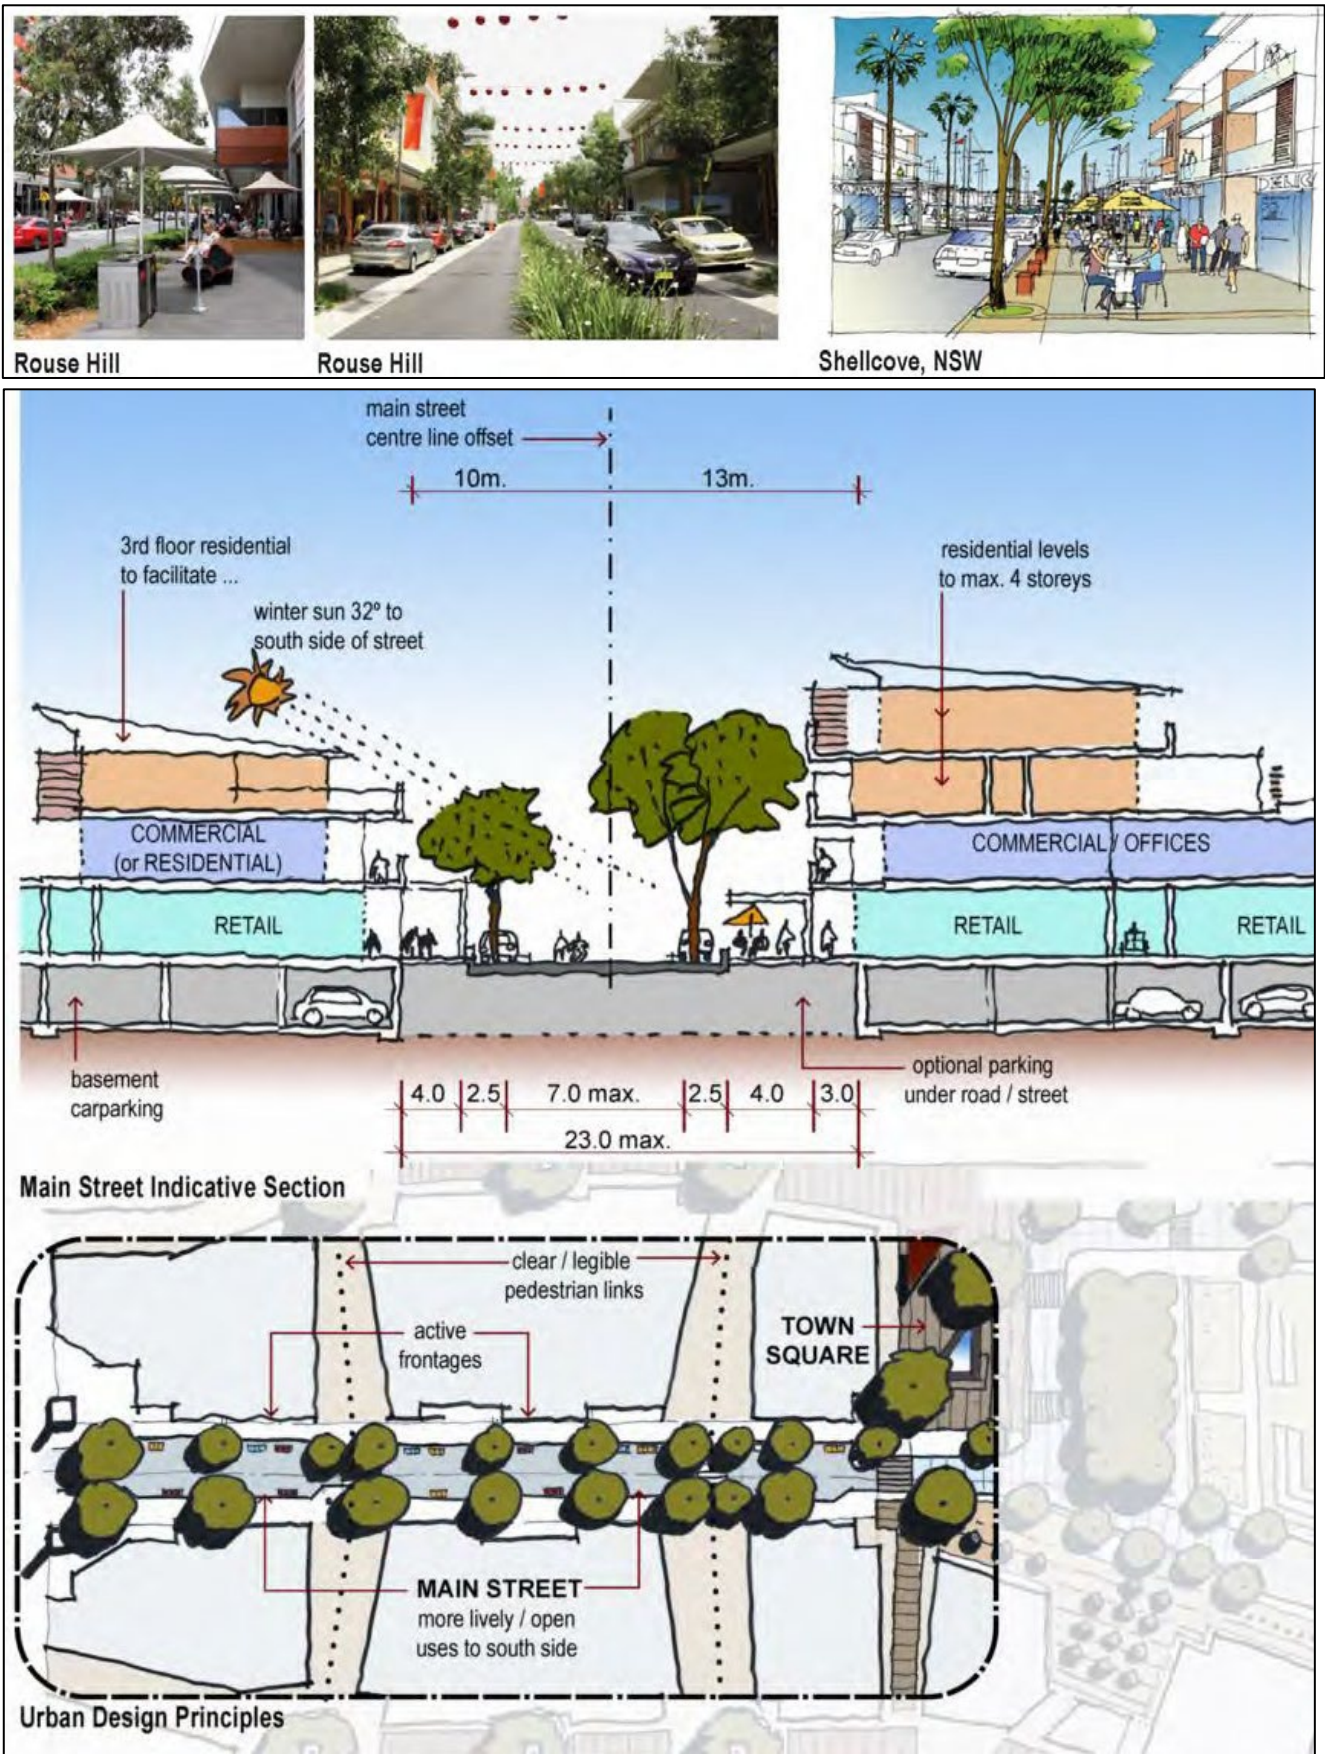 Rouse Hill
Rouse Hill
Shellcove, NSW
main street
centre line offset
10m.
13m.
3rd floor residential
to facilitate ...
residential levels
to max. 4 storeys
winter sun 32º to
south side of street
COMMERCIAL
(or RESIDENTIAL)
COMMERCIAL / OFFICES
RETAIL
RETAIL
RETAIL
basement
carparking
optional parking
under road / street
4.0
2.5
7.0 max.
2.5
4.0
3.0
23.0 max.
Main Street Indicative Section
clear / legible
pedestrian links
active
frontages
TOWN
SQUARE
MAIN STREET
more lively / open
uses to south side
Urban Design Principles